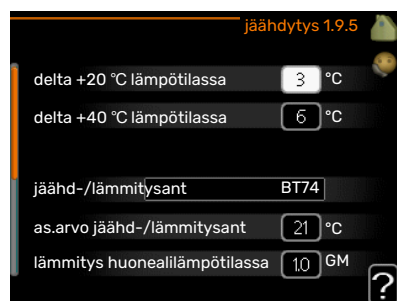 jäähdytys 1.9.5
delta +20 °C lämpötilassa 3 °C
delta +40 °C lämpötilassa 6 °C
jäähd-/lämmitysant BT74
as.arvo jäähd-/lämmitysant 21 °C
lämmitys huonealilämpötilassa 1.0 GM
?